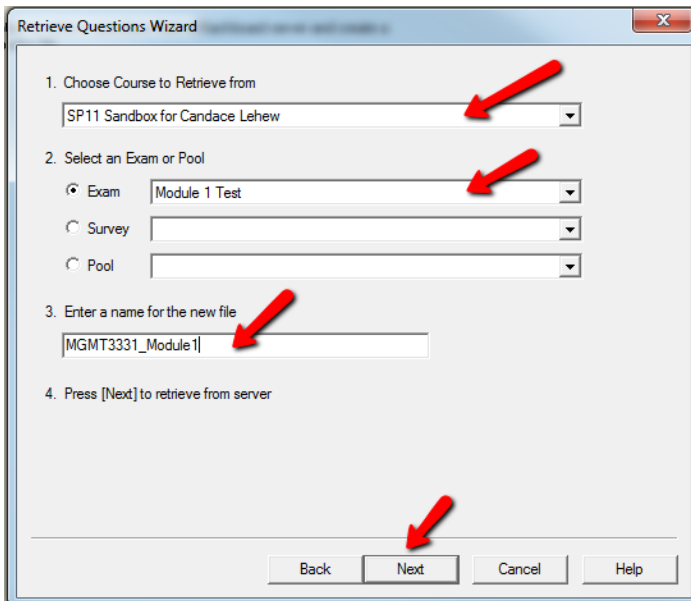 Retrieve Questions Wizard
1. Choose Course to Retrieve from
SP11 Sandbox for Candace Lehew
2. Select an Exam or Pool
Exam
Module 1 Test
Survey
Pool
3. Enter a name for the new file
MGMT3331_Module1
4. Press [Next] to retrieve from server
Back
Next
Cancel
Help